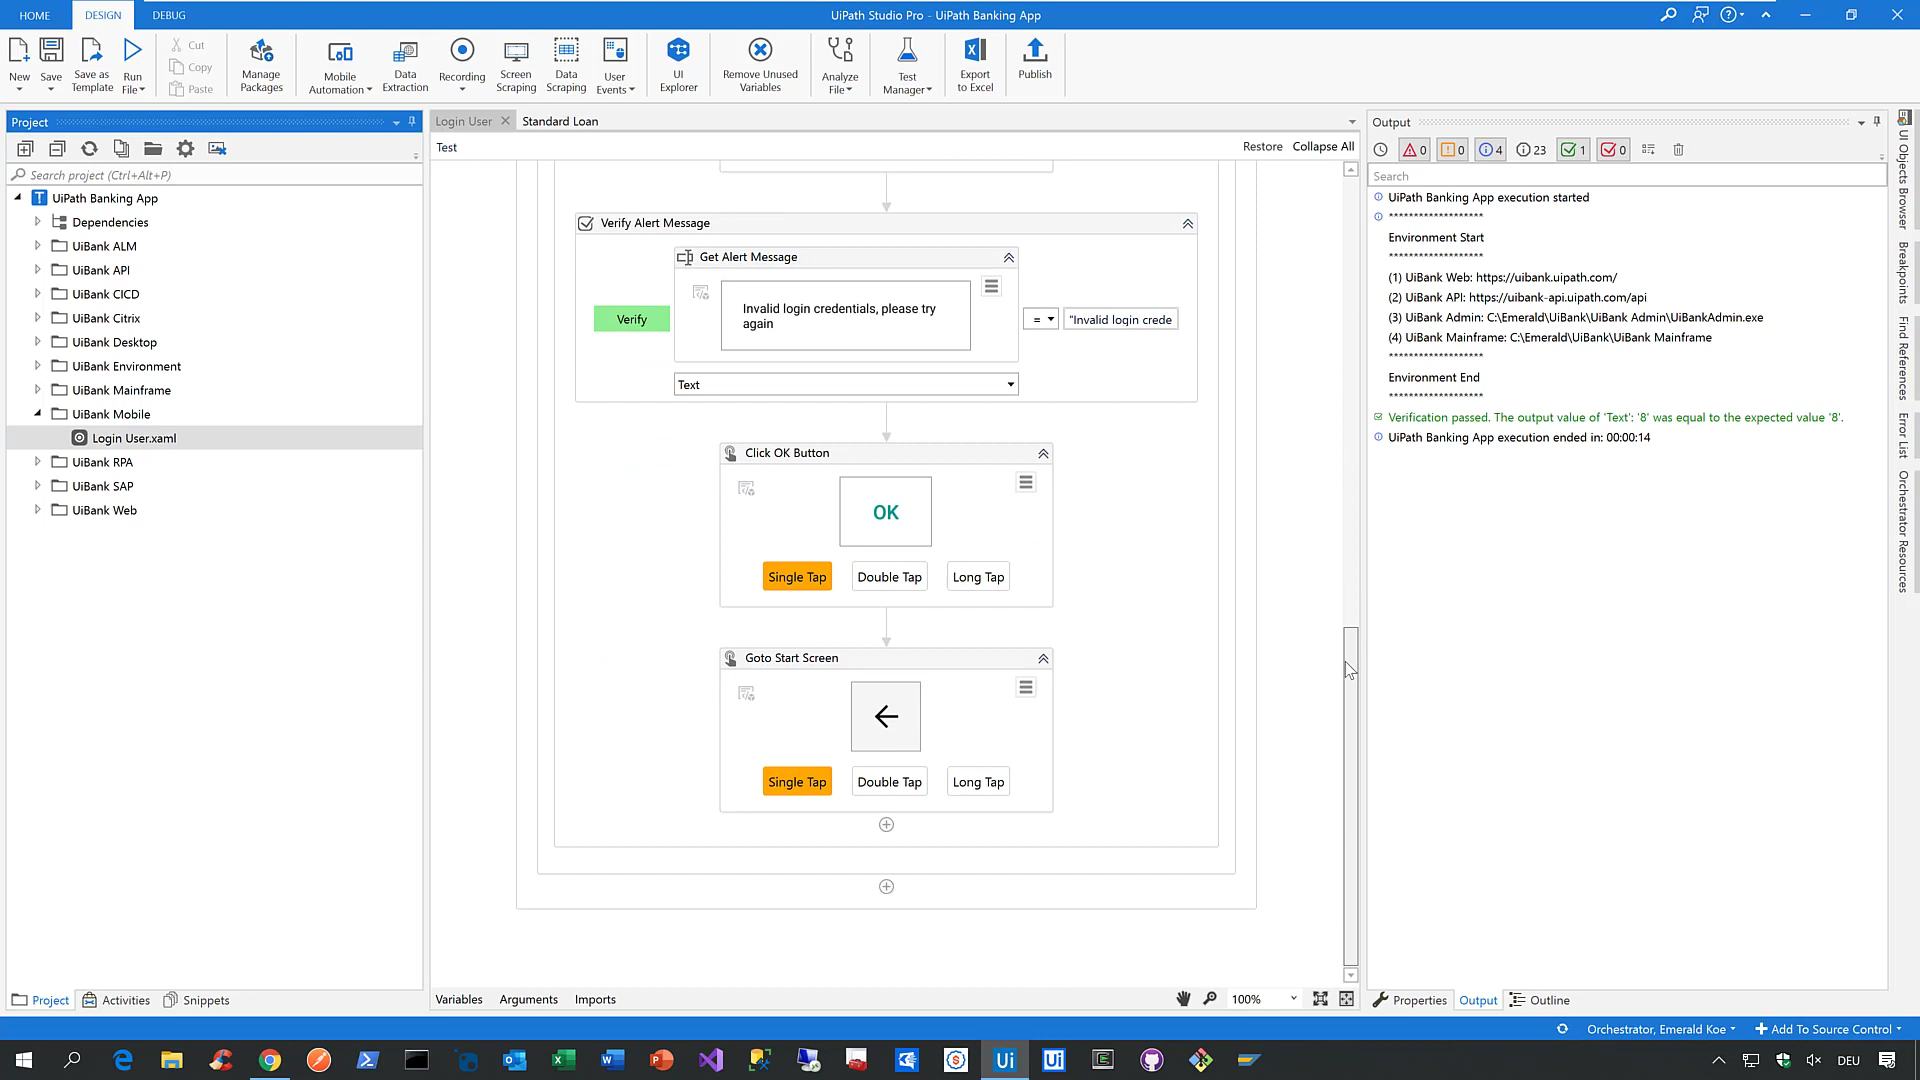 HOME
DESIGN
DEBUG
UiPath Studio Pro - UiPath Banking App
New
Save
Save as Template
Run File
Cut
Copy
Paste
Manage Packages
Mobile Automation
Data Extraction
Recording
Screen Scraping
Data Scraping
User Events
UI Explorer
Remove Unused Variables
Analyze File
Test Manager
Export to Excel
Publish
Project
Search project (Ctrl+Alt+P)
UiPath Banking App
Dependencies
UiBank ALM
UiBank API
UiBank CICD
UiBank Citrix
UiBank Desktop
UiBank Environment
UiBank Mainframe
UiBank Mobile
Login User.xaml
UiBank RPA
UiBank SAP
UiBank Web
Project
Activities
Snippets
Login User
Standard Loan
Test
Restore
Collapse All
Verify Alert Message
Get Alert Message
Verify
Invalid login credentials, please try
again
=
"Invalid login crede
Text
Click OK Button
OK
Single Tap
Double Tap
Long Tap
Goto Start Screen
Single Tap
Double Tap
Long Tap
Variables
Arguments
Imports
100%
Output
0
0
4
23
1
0
Search
UiPath Banking App execution started
*******************
Environment Start
*******************
(1) UiBank Web: https://uibank.uipath.com/
(2) UiBank API: https://uibank-api.uipath.com/api
(3) UiBank Admin: C:\Emerald\UiBank\UiBank Admin\UiBankAdmin.exe
(4) UiBank Mainframe: C:\Emerald\UiBank\UiBank Mainframe
*******************
Environment End
*******************
Verification passed. The output value of 'Text': '8' was equal to the expected value '8'.
UiPath Banking App execution ended in: 00:00:14
Properties
Output
Outline
UI Objects Browser
Breakpoints
Find References
Error List
Orchestrator Resources
Orchestrator, Emerald Koe
Add To Source Control
Ui
Ui
DEU